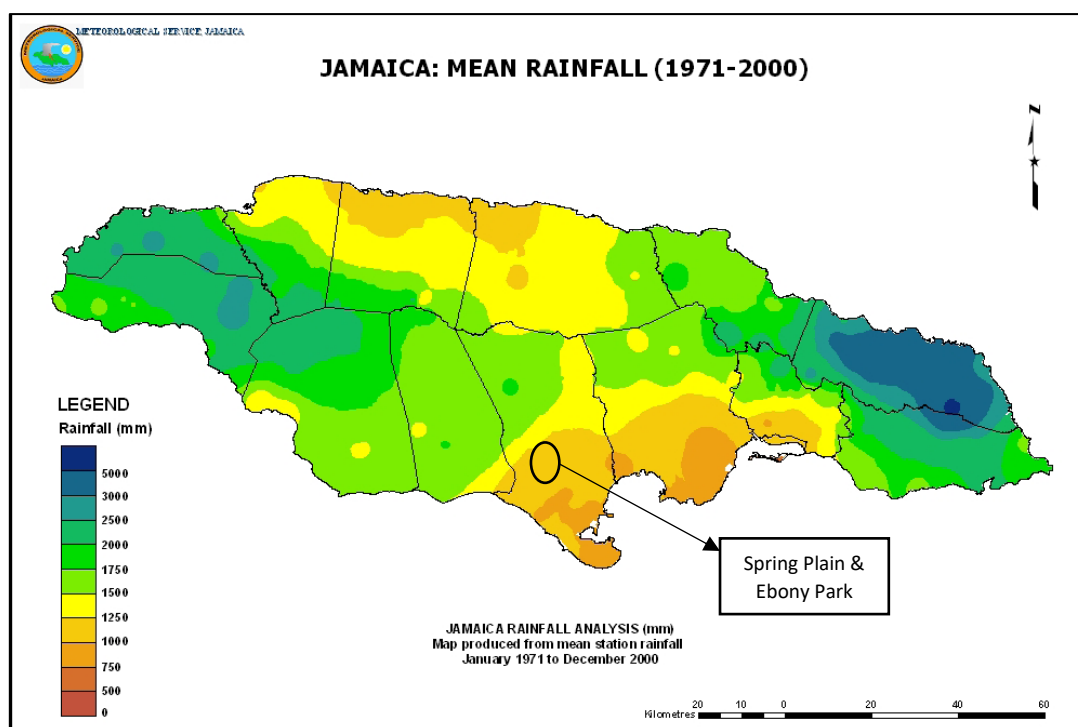 METEOROLOGICAL SERVICE, JAMAICA
JAMAICA: MEAN RAINFALL (1971-2000)
N
LEGEND
Rainfall (mm)
5000
3000
2500
2000
1750
1500
1250
1000
750
500
0
Spring Plain &
Ebony Park
JAMAICA RAINFALL ANALYSIS (mm)
Map produced from mean station rainfall
January 1971 to December 2000
20 10 0 20 40 60
Kilometres